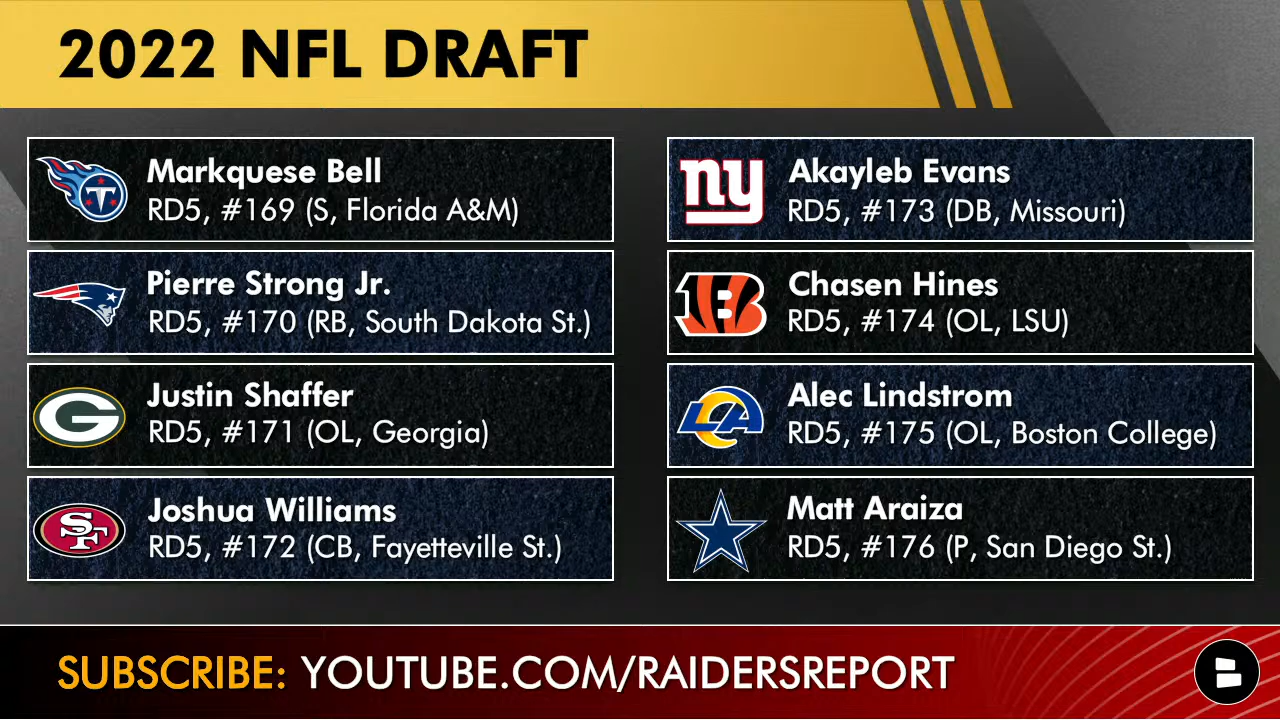 2022 NFL DRAFT
Markquese Bell
RD5, #169 (S, Florida A&M)
Pierre Strong Jr.
RD5, #170 (RB, South Dakota St.)
G
Justin Shaffer
RD5, #171 (OL, Georgia)
SF
Joshua Williams
RD5, #172 (CB, Fayetteville St.)
ny
Akayleb Evans
RD5, #173 (DB, Missouri)
B
Chasen Hines
RD5, #174 (OL, LSU)
LA
Alec Lindstrom
RD5, #175 (OL, Boston College)
Matt Araiza
RD5, #176 (P, San Diego St.)
SUBSCRIBE: YOUTUBE.COM/RAIDERSREPORT